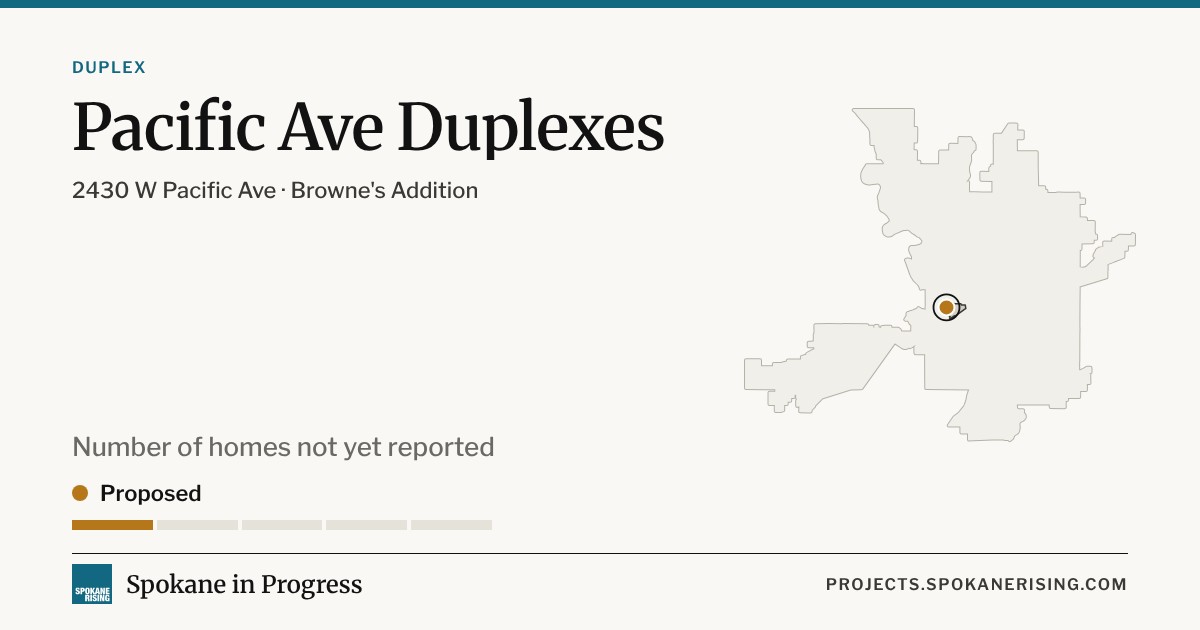 DUPLEX
Pacific Ave Duplexes
2430 W Pacific Ave · Browne's Addition
Number of homes not yet reported
Proposed
SPOKANE
RISING
Spokane in Progress
PROJECTS.SPOKANERISING.COM